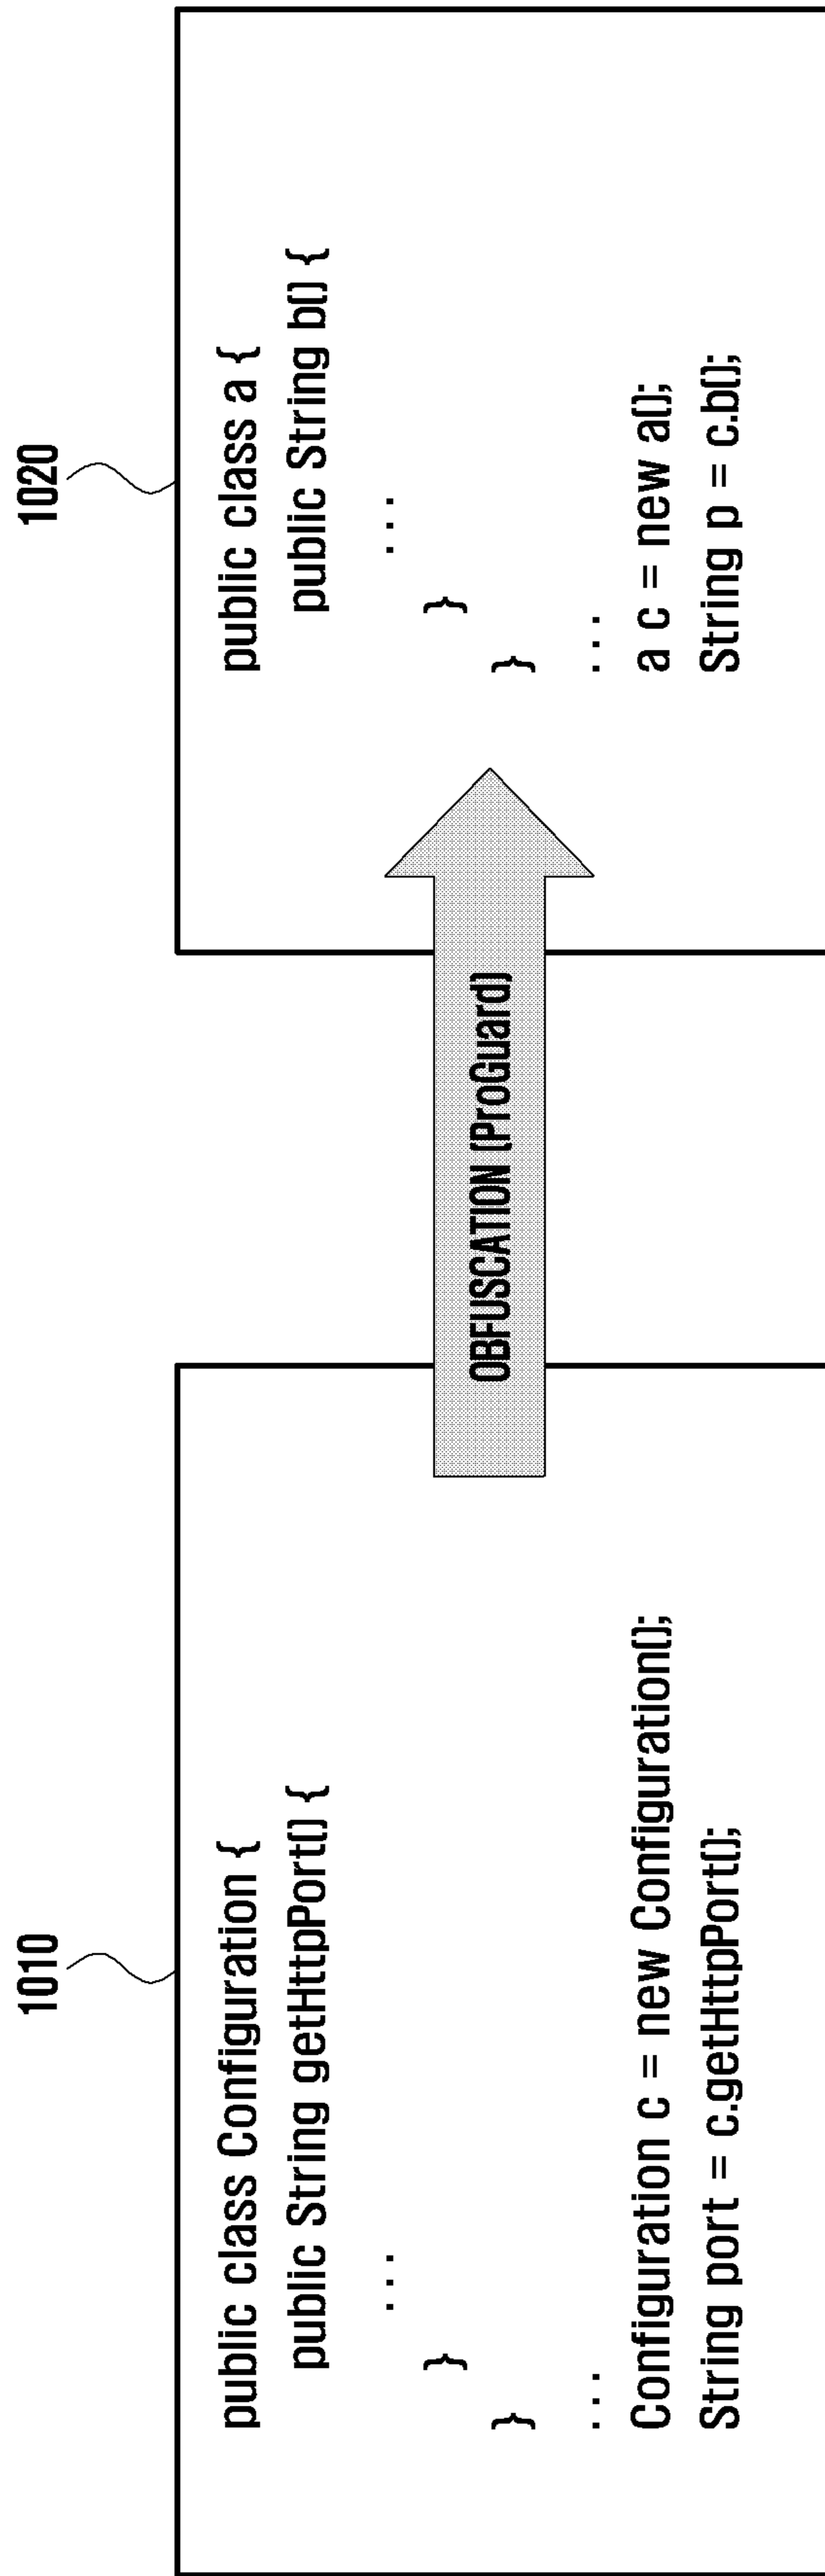 1010
public class Configuration {
public String getHttpPort() {
...
}
}
...
Configuration c = new Configuration();
String port = c.getHttpPort();
OBFUSCATION (ProGuard)
1020
public class a {
public String b() {
...
}
}
...
a c = new a();
String p = c.b();